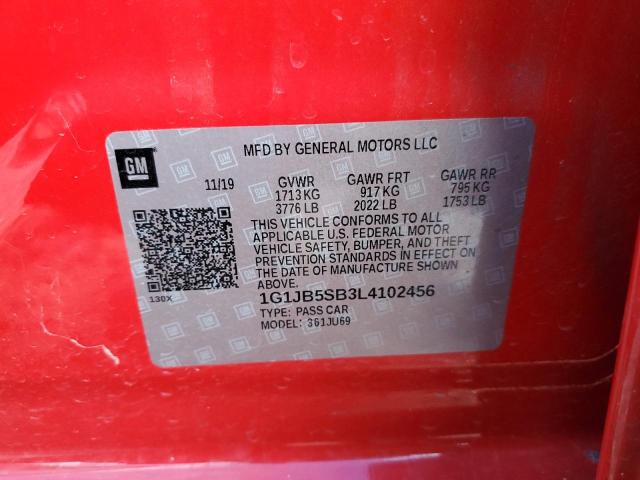 MFD BY GENERAL MOTORS LLC
GM
11/19 GVWR GAWR FRT GAWR RR
1713 KG 917 KG 795 KG
3776 LB 2022 LB 1753 LB
THIS VEHICLE CONFORMS TO ALL
APPLICABLE U.S. FEDERAL MOTOR
VEHICLE SAFETY, BUMPER, AND THEFT
PREVENTION STANDARDS IN EFFECT ON
THE DATE OF MANUFACTURE SHOWN
ABOVE.
130X
1G1JB5SB3L4102456
TYPE: PASS CAR
MODEL: 361JU69